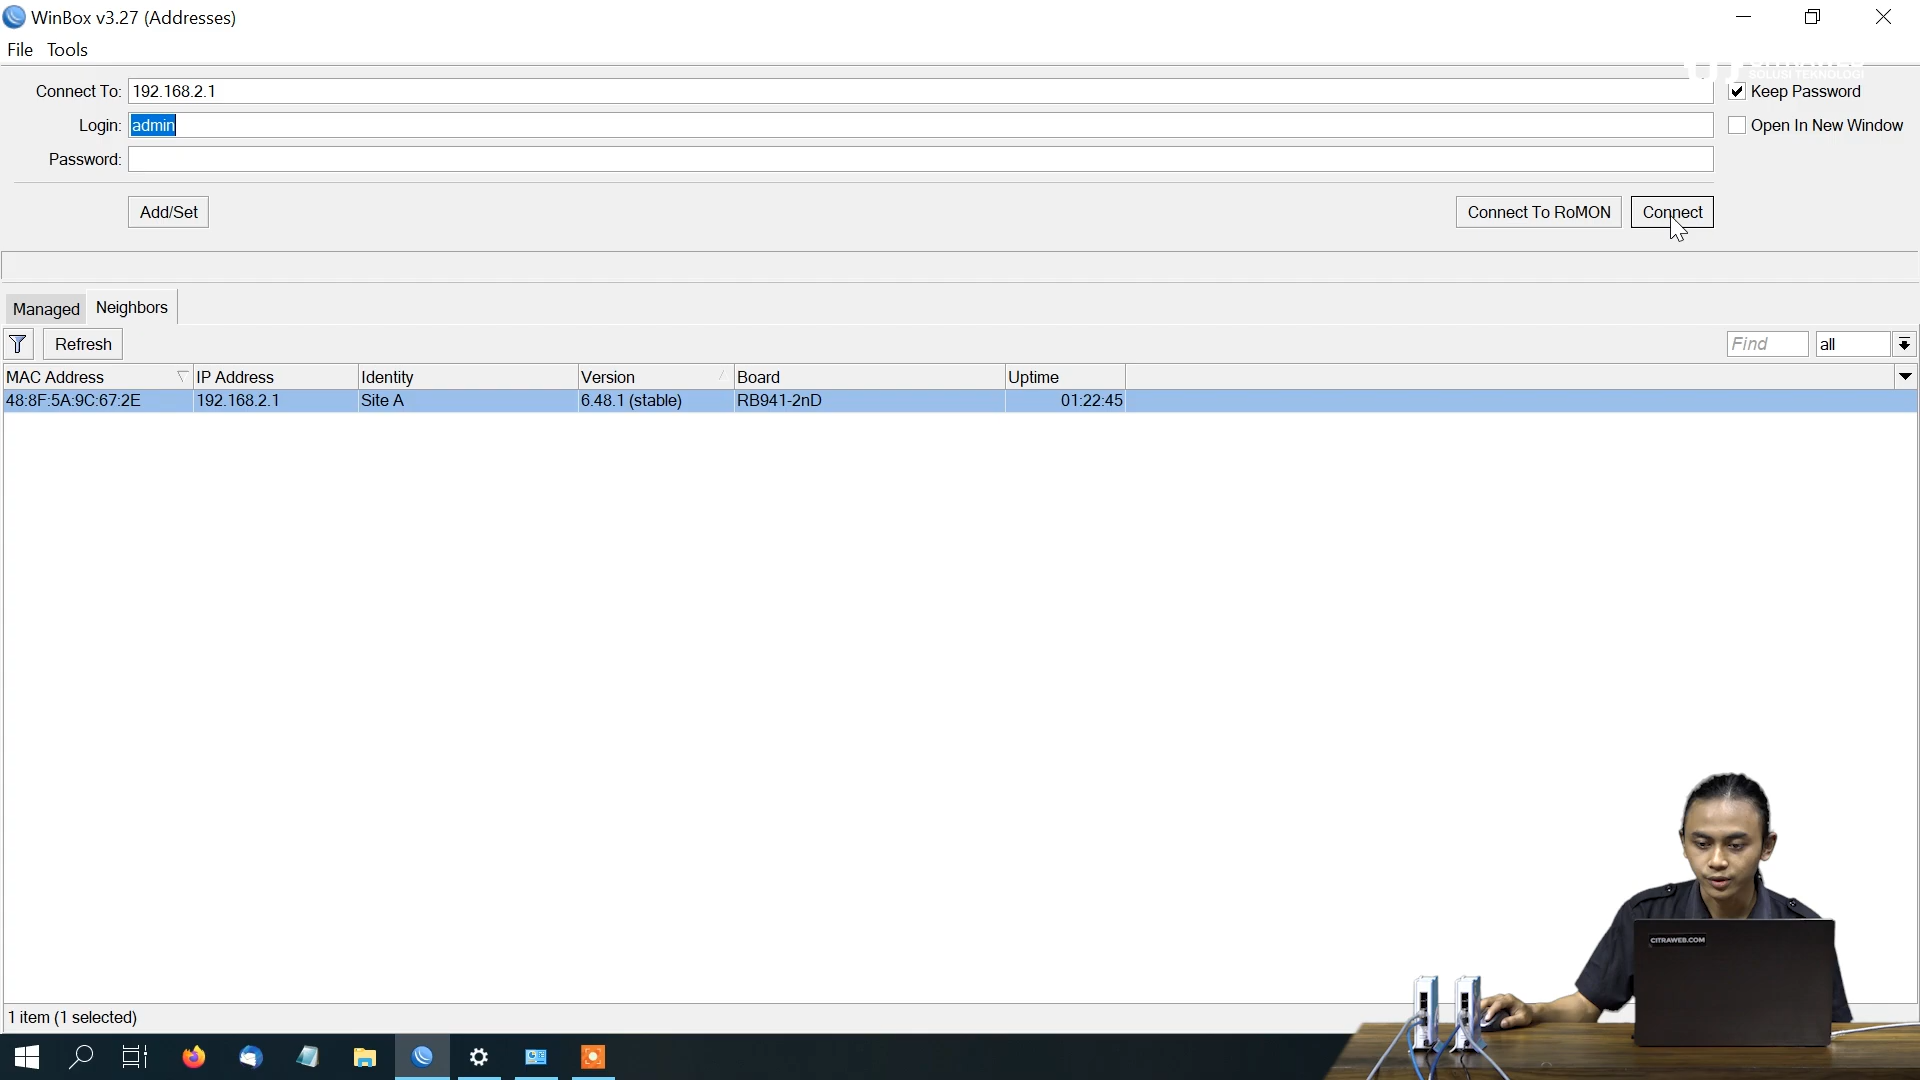 WinBox v3.27 (Addresses)
File Tools
Connect To: 192.168.2.1
Keep Password
SOLUSI TEKNOLOGI
Login: admin
Open In New Window
Password:
Add/Set
Connect To RoMON
Connect
Managed
Neighbors
Refresh
Find
all
MAC Address IP Address Identity Version Board Uptime
48:8F:5A:9C:67:2E 192.168.2.1 Site A 6.48.1 (stable) RB941-2nD 01:22:45
CITRAWEB.COM
1 item (1 selected)